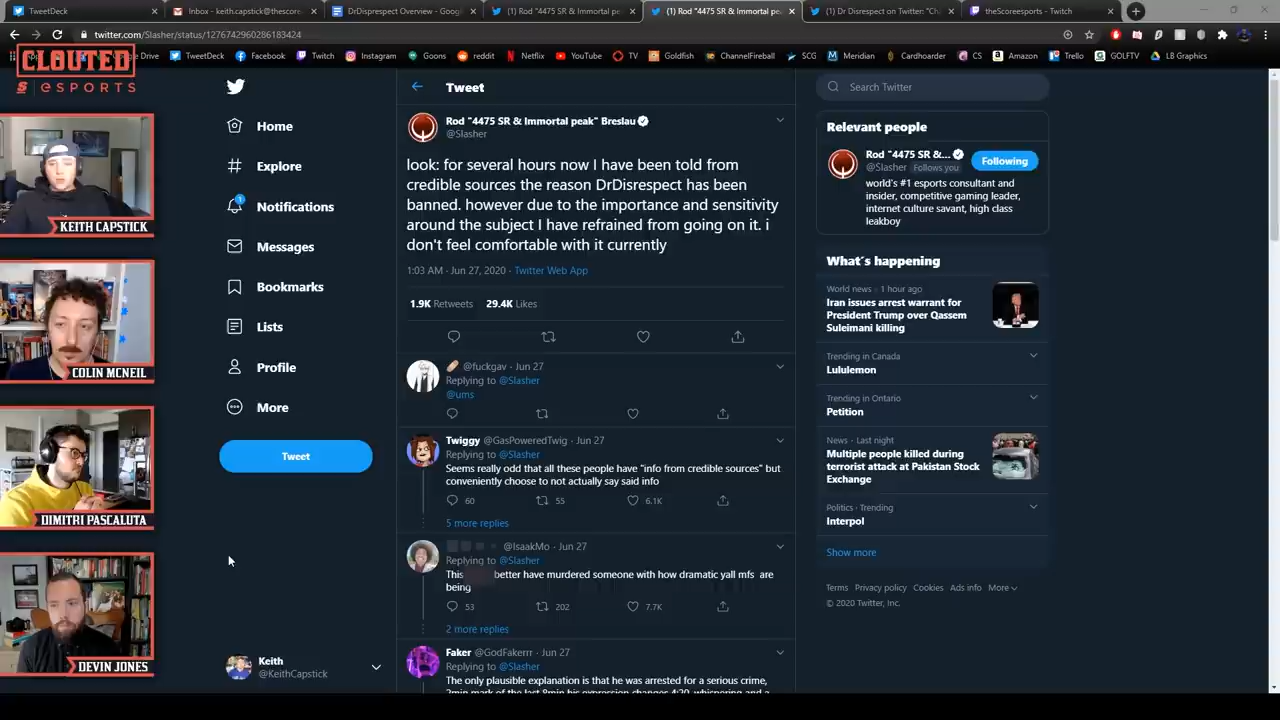 TweetDeck
Inbox - keith.capstick@thescore
DrDisprespect Overview - Goog
(1) Rod "4475 SR & Immortal pe
(1) Rod "4475 SR & Immortal pe
(1) Dr Disrespect on Twitter: "Ch
theScoreesports - Twitch
twitter.com/Slasher/status/1276742960286183424
TweetDeck
Facebook
Twitch
Instagram
Goons
reddit
Netflix
YouTube
TV
Goldfish
ChannelFireball
SCG
Meridian
Cardhoarder
CS
Amazon
Trello
GOLFTV
LB Graphics
CLOUTED
eSPORTS
KEITH CAPSTICK
COLIN MCNEIL
DIMITRI PASCALUTA
DEVIN JONES
Home
Explore
1
Notifications
Messages
Bookmarks
Lists
Profile
More
Tweet
Keith
@KeithCapstick
Tweet
Rod "4475 SR & Immortal peak" Breslau
@Slasher
look: for several hours now I have been told from
credible sources the reason DrDisrespect has been
banned. however due to the importance and sensitivity
around the subject I have refrained from going on it. i
don't feel comfortable with it currently
1:03 AM · Jun 27, 2020 · Twitter Web App
1.9K Retweets 29.4K Likes
@fuckgav · Jun 27
Replying to @Slasher
@ums
Twiggy @GasPoweredTwig · Jun 27
Replying to @Slasher
Seems really odd that all these people have "info from credible sources" but
conveniently choose to not actually say said info
60 55 6.1K
5 more replies
@IsaakMo · Jun 27
Replying to @Slasher
This better have murdered someone with how dramatic yall mfs are
being
53 202 7.7K
2 more replies
Faker @GodFakerrr · Jun 27
Replying to @Slasher
The only plausible explanation is that he was arrested for a serious crime,
2min mark of the last 8min his expression changes 4:20, whispering and a
Search Twitter
Relevant people
Rod "4475 SR &...
@Slasher Follows you
Following
world's #1 esports consultant and
insider, competitive gaming leader,
internet culture savant, high class
leakboy
What's happening
World news · 1 hour ago
Iran issues arrest warrant for
President Trump over Qassem
Suleimani killing
Trending in Canada
Lululemon
Trending in Ontario
Petition
News · Last night
Multiple people killed during
terrorist attack at Pakistan Stock
Exchange
Politics · Trending
Interpol
Show more
Terms Privacy policy Cookies Ads info More
© 2020 Twitter, Inc.